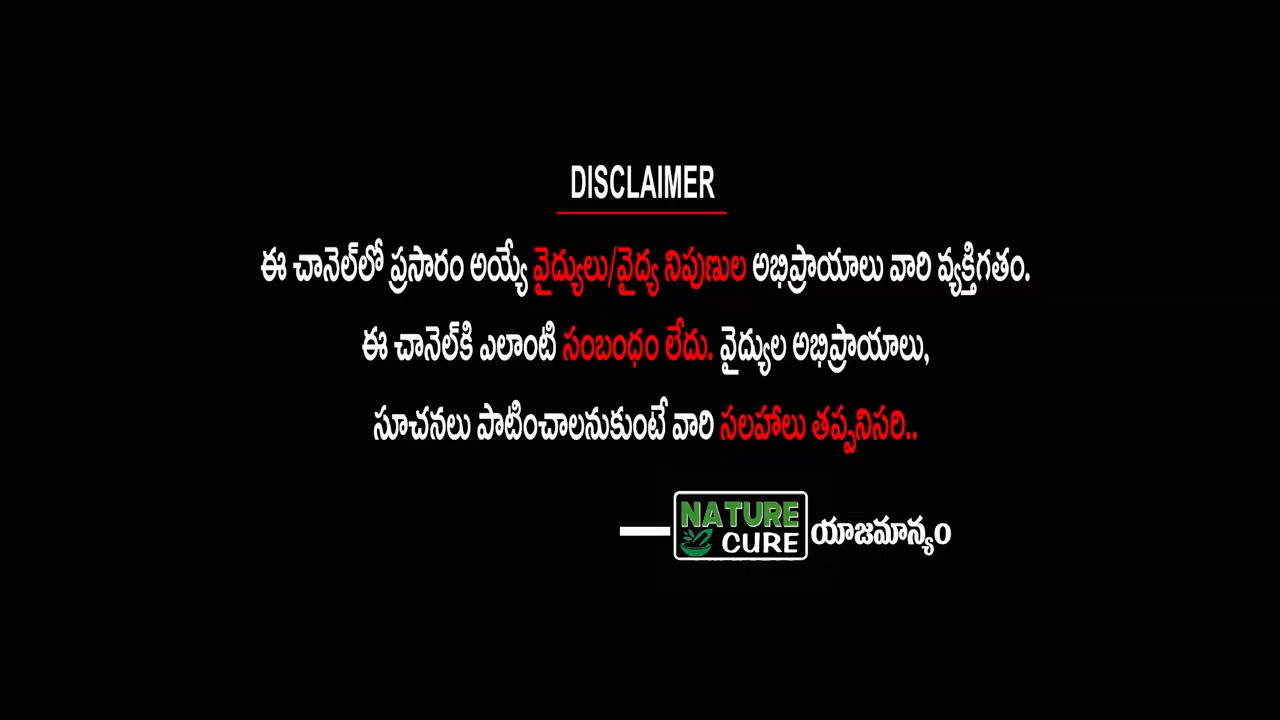 DISCLAIMER
ఈ చానెల్‌లో ప్రసారం అయ్యే వైద్యులు/వైద్య నిపుణుల అభిప్రాయాలు వారి వ్యక్తిగతం.
ఈ చానెల్‌కి ఎలాంటి సంబంధం లేదు. వైద్యుల అభిప్రాయాలు,
సూచనలు పాటించాలనుకుంటే వారి సలహాలు తప్పనిసరి..
— NATURE CURE యాజమాన్యం